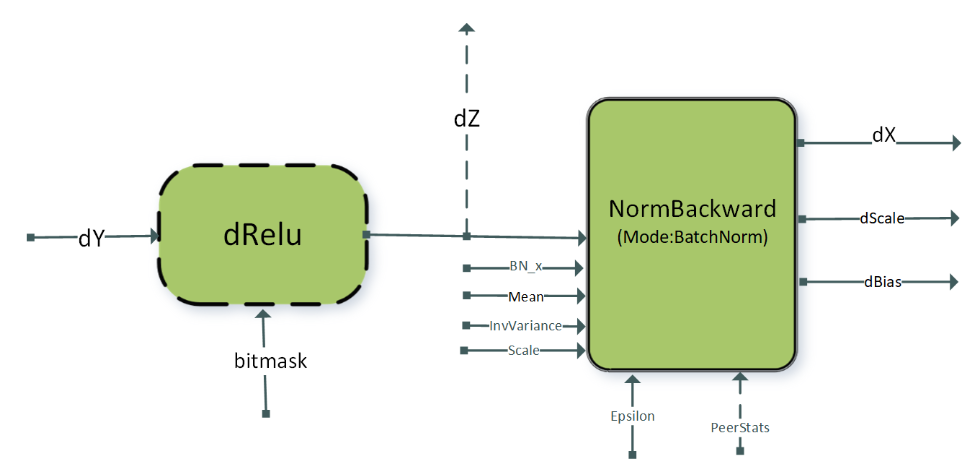 dZ
dX
NormBackward
(Mode:BatchNorm)
dScale
dRelu
dY
BN_x
dBias
Mean
InvVariance
Scale
bitmask
Epsilon
PeerStats